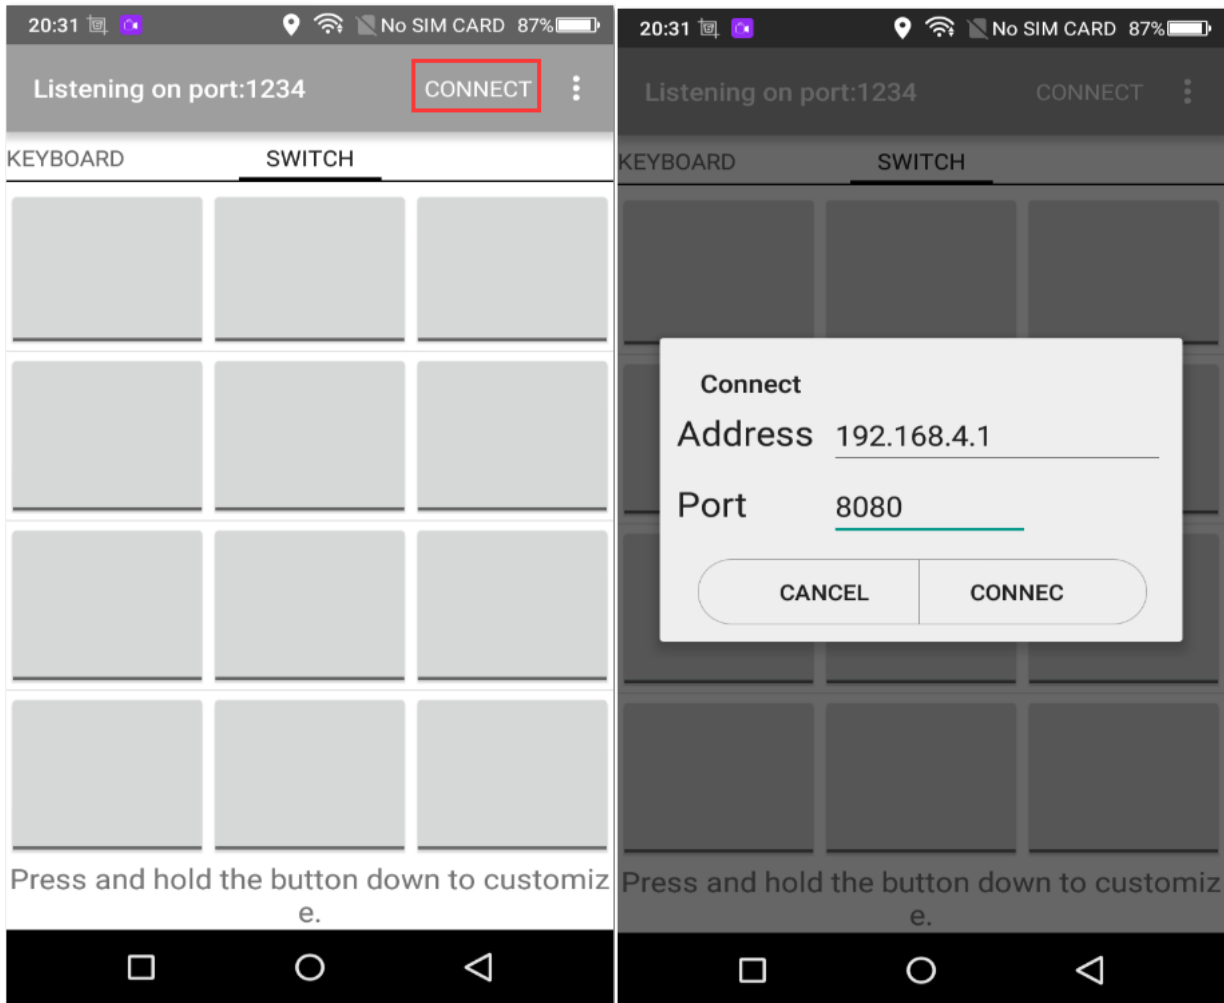 20:31 No SIM CARD 87%
Listening on port:1234 CONNECT
KEYBOARD SWITCH
Press and hold the button down to customiz
e.
20:31 No SIM CARD 87%
Listening on port:1234 CONNECT
KEYBOARD SWITCH
Connect
Address 192.168.4.1
Port 8080
CANCEL CONNEC
Press and hold the button down to customiz
e.